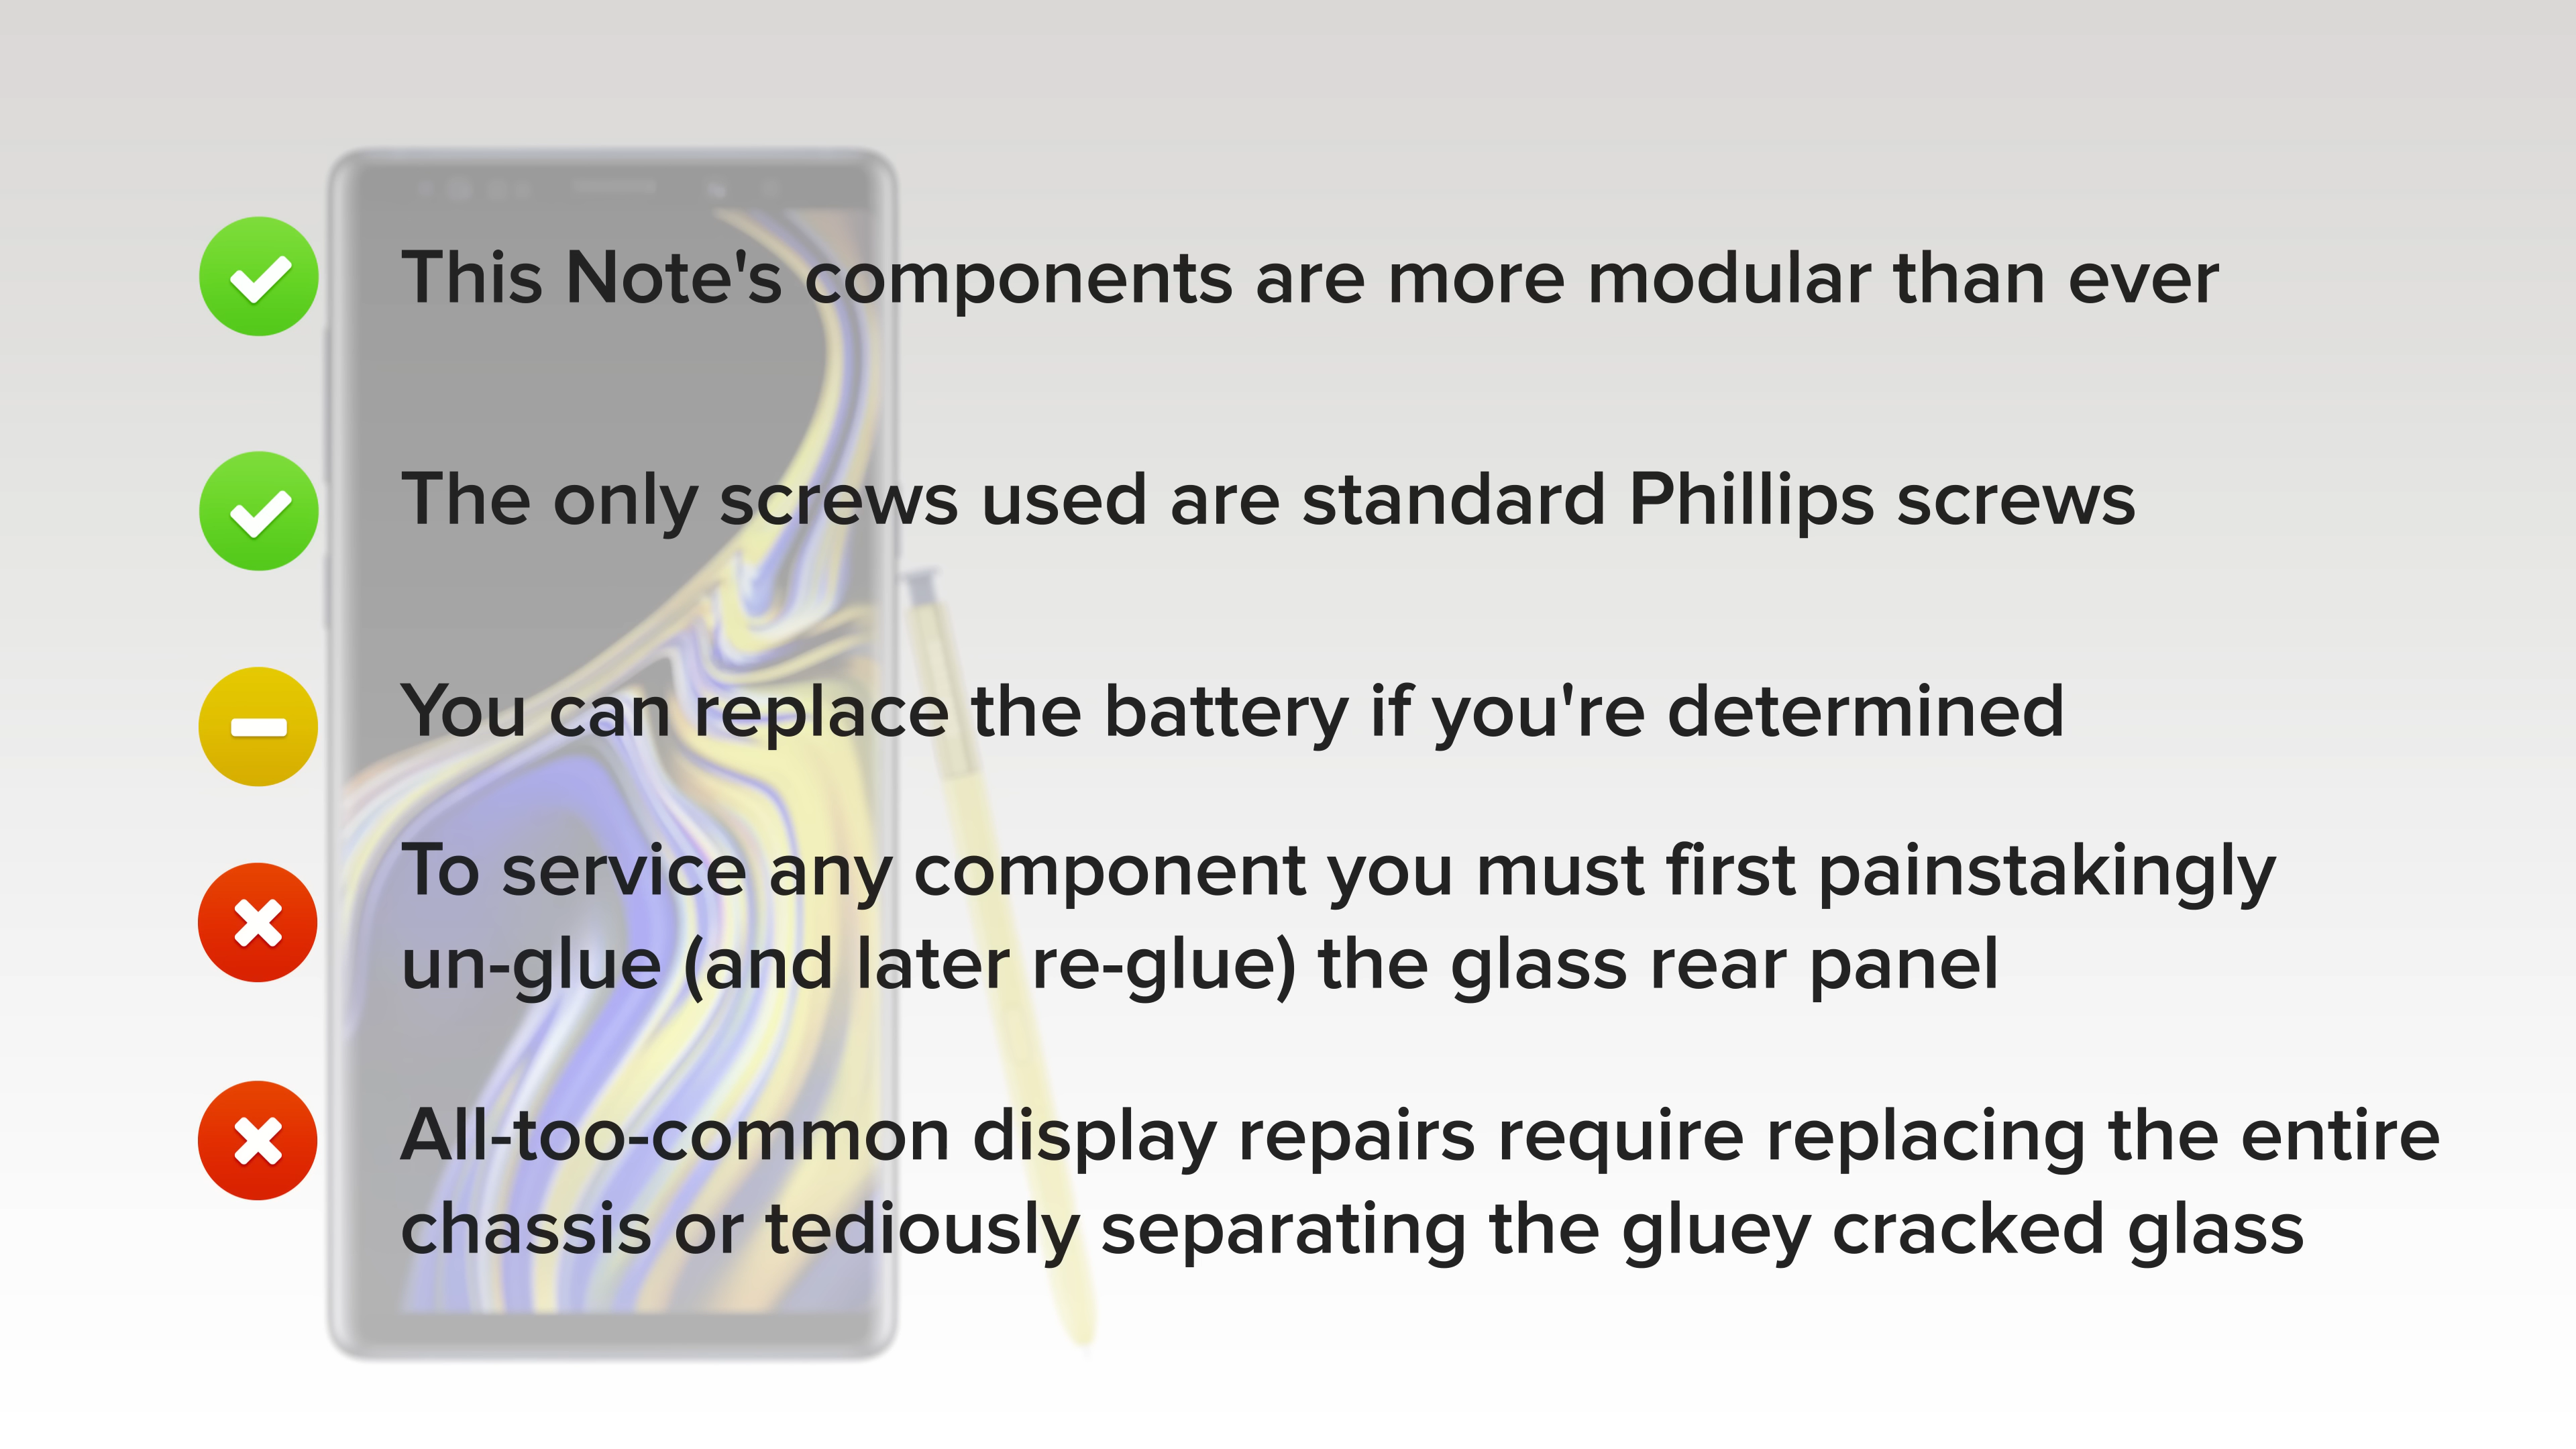 This Note's components are more modular than ever
The only screws used are standard Phillips screws
You can replace the battery if you're determined
To service any component you must first painstakingly
un-glue (and later re-glue) the glass rear panel
All-too-common display repairs require replacing the entire
chassis or tediously separating the gluey cracked glass